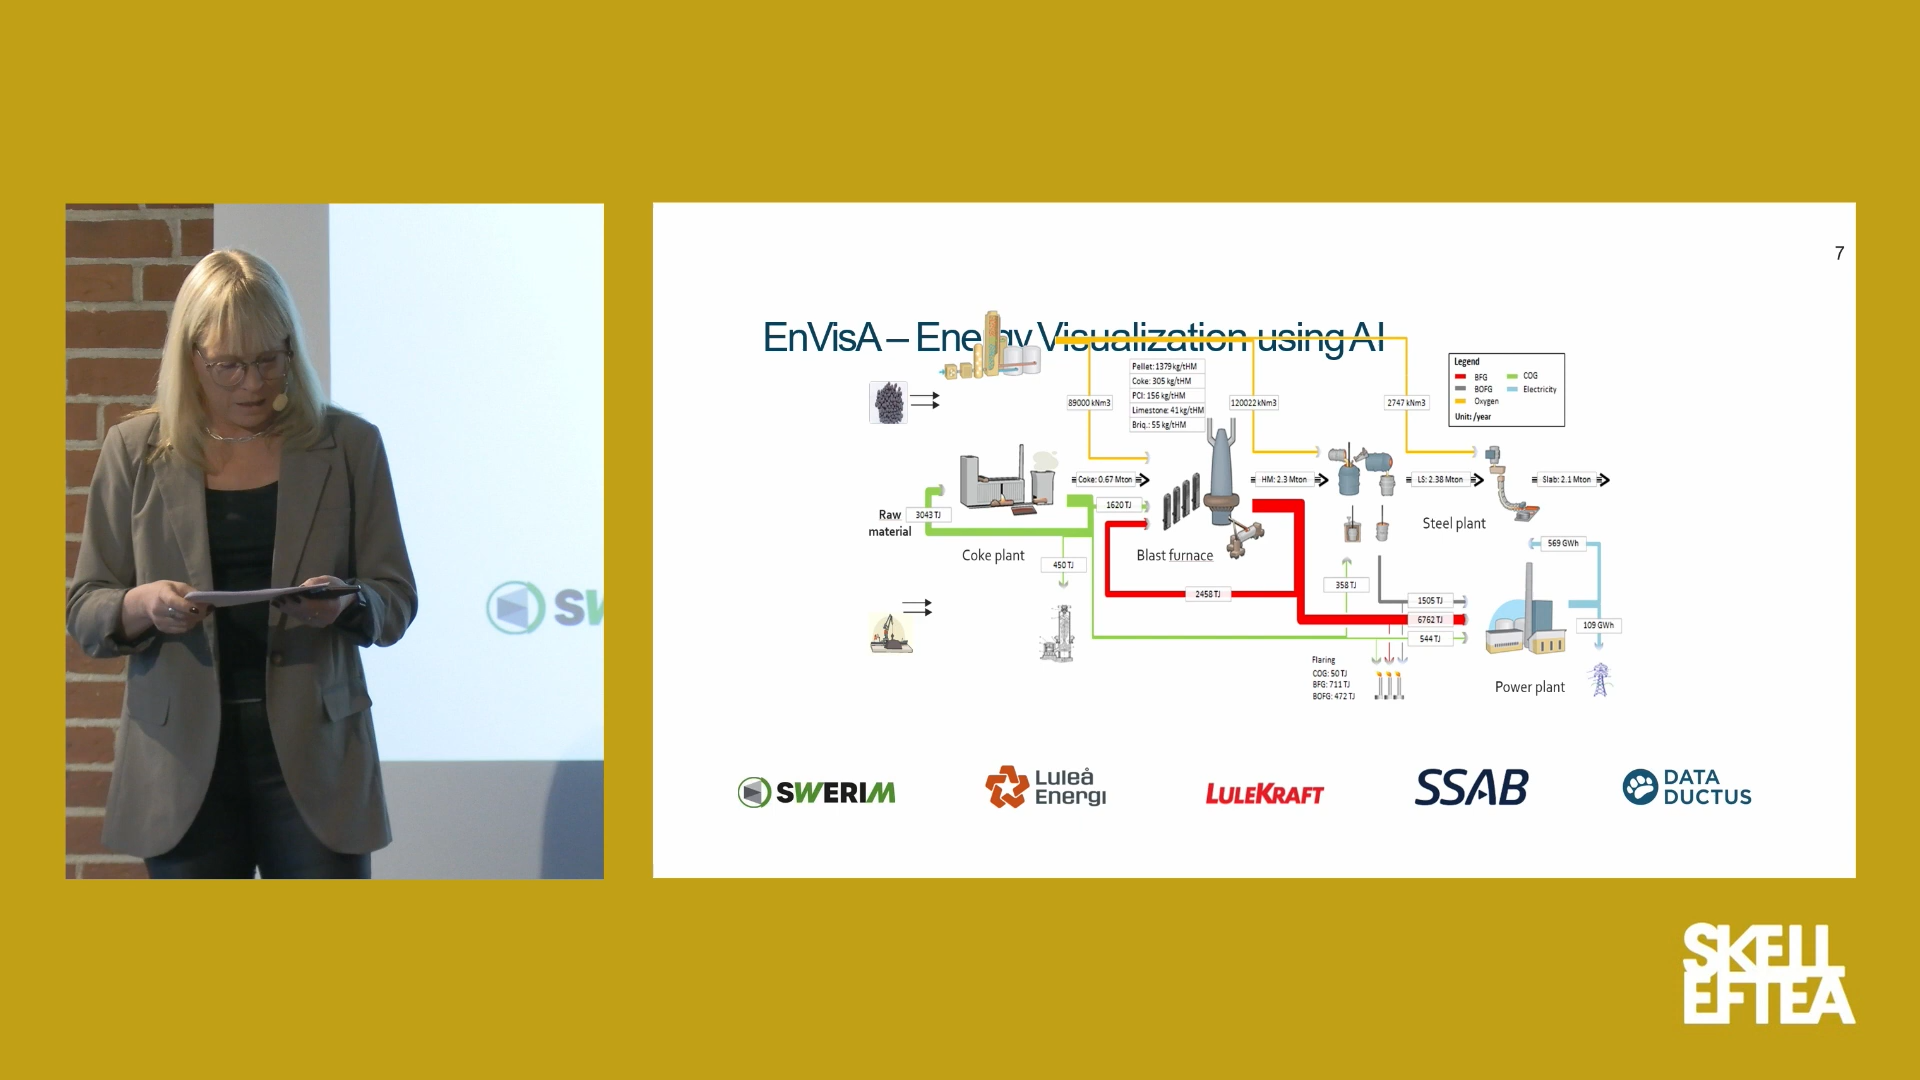 SW
7
EnVisA – Energy Visualization using AI
Pellet: 1379 kg/tHM
Coke: 305 kg/tHM
PCI: 156 kg/tHM
Limestone: 41 kg/tHM
Briq.: 55 kg/tHM
Legend
BFG
COG
BOFG
Electricity
Oxygen
Unit: /year
89000 kNm3
120022 kNm3
2747 kNm3
Coke: 0.67 Mton
HM: 2.3 Mton
LS: 2.38 Mton
Slab: 2.1 Mton
1620 TJ
Raw
material
3043 TJ
Steel plant
Coke plant
Blast furnace
569 GWh
450 TJ
358 TJ
2458 TJ
1505 TJ
6762 TJ
544 TJ
109 GWh
Flaring
COG: 50 TJ
BFG: 711 TJ
BOFG: 472 TJ
Power plant
SWERIM
Luleå
Energi
LULEKRAFT
SSAB
DATA
DUCTUS
SKELL
EFTEA